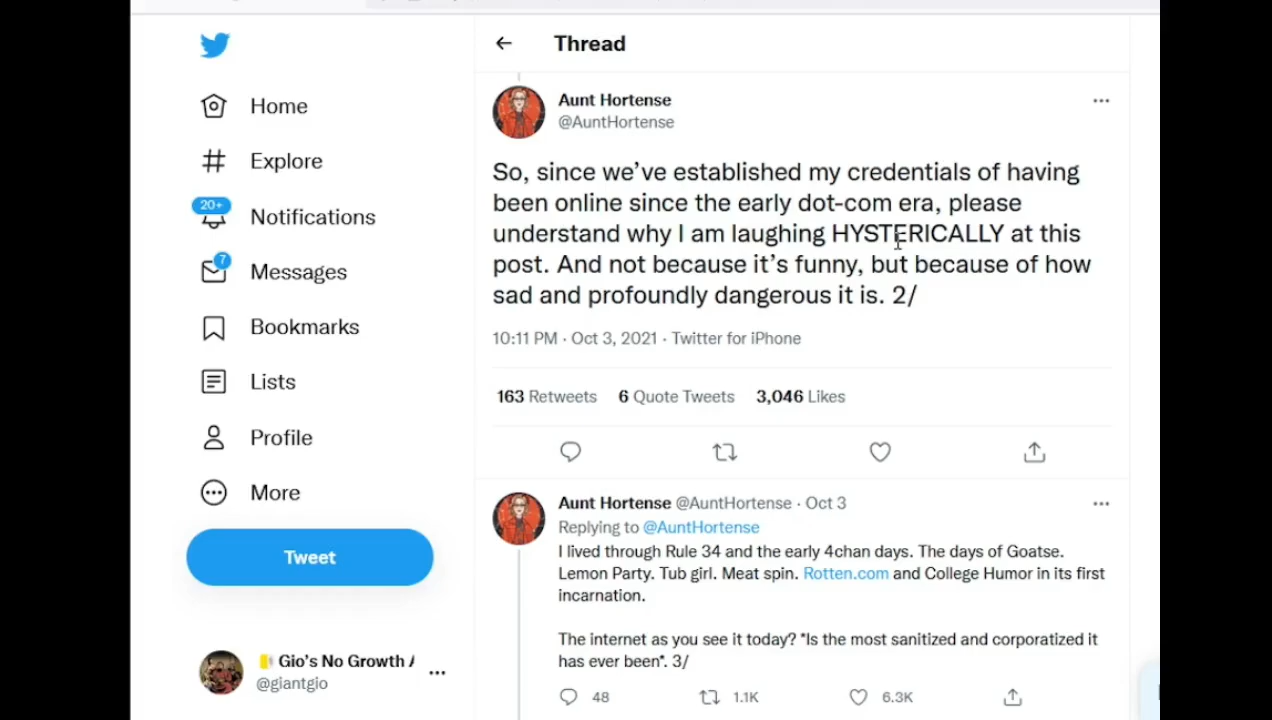 Thread
Aunt Hortense
@AuntHortense
So, since we've established my credentials of having
been online since the early dot-com era, please
understand why I am laughing HYSTERICALLY at this
post. And not because it's funny, but because of how
sad and profoundly dangerous it is. 2/
10:11 PM · Oct 3, 2021 · Twitter for iPhone
163 Retweets 6 Quote Tweets 3,046 Likes
Aunt Hortense @AuntHortense · Oct 3
Replying to @AuntHortense
I lived through Rule 34 and the early 4chan days. The days of Goatse.
Lemon Party. Tub girl. Meat spin. Rotten.com and College Humor in its first
incarnation.
The internet as you see it today? *Is the most sanitized and corporatized it
has ever been*. 3/
48 1.1K 6.3K
Home
Explore
20+
Notifications
7
Messages
Bookmarks
Lists
Profile
More
Tweet
Gio's No Growth
@giantgio